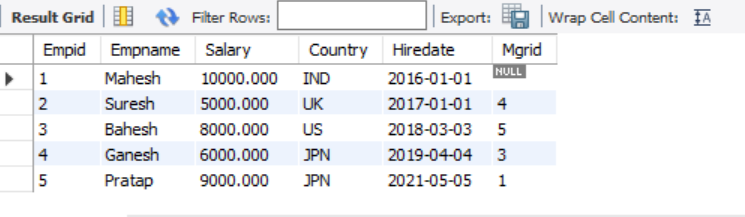 Result Grid Filter Rows: Export: Wrap Cell Content: IA
Empid Empname Salary Country Hiredate Mgrid
1 Mahesh 10000.000 IND 2016-01-01 NULL
2 Suresh 5000.000 UK 2017-01-01 4
3 Bahesh 8000.000 US 2018-03-03 5
4 Ganesh 6000.000 JPN 2019-04-04 3
5 Pratap 9000.000 JPN 2021-05-05 1